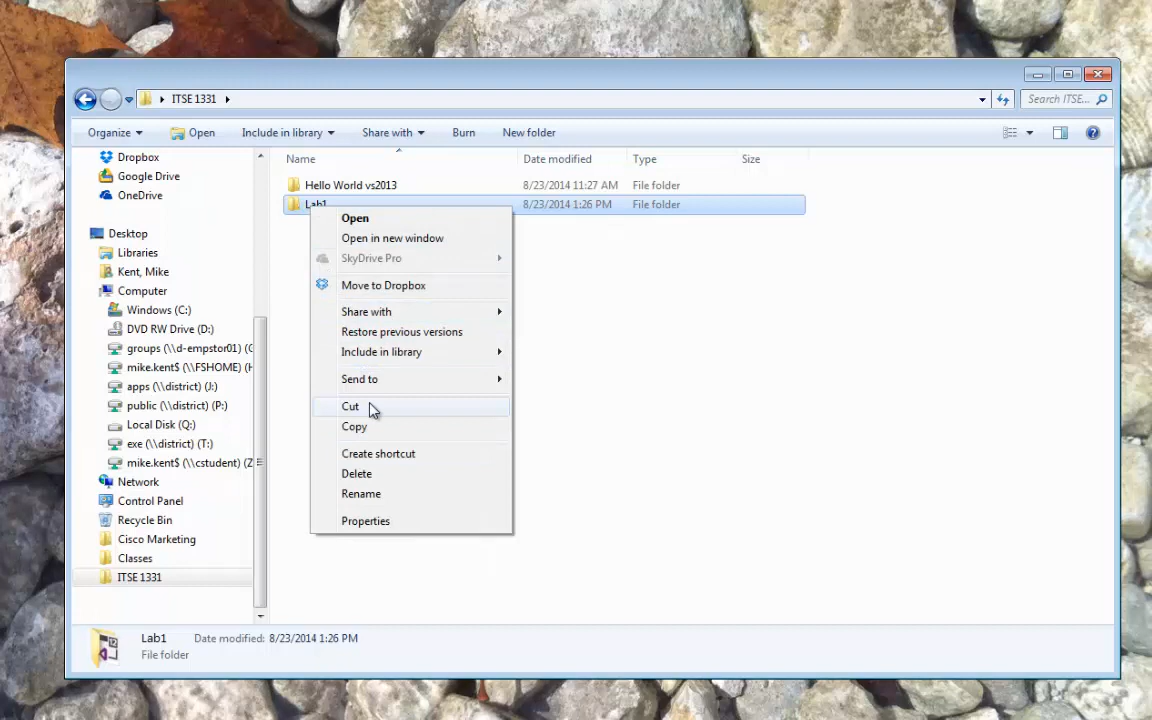 ITSE 1331
Search ITSE...
Organize Open Include in library Share with Burn New folder
Name Date modified Type Size
Hello World vs2013 8/23/2014 11:27 AM File folder
Lab1 8/23/2014 1:26 PM File folder
Dropbox
Google Drive
OneDrive
Desktop
Libraries
Kent, Mike
Computer
Windows (C:)
DVD RW Drive (D:)
groups (\\d-empstor01) (G
mike.kent$ (\\FSHOME) (H
apps (\\district) (J:)
public (\\district) (P:)
Local Disk (Q:)
exe (\\district) (T:)
mike.kent$ (\\cstudent) (Z
Network
Control Panel
Recycle Bin
Cisco Marketing
Classes
ITSE 1331
Open
Open in new window
SkyDrive Pro
Move to Dropbox
Share with
Restore previous versions
Include in library
Send to
Cut
Copy
Create shortcut
Delete
Rename
Properties
Lab1 Date modified: 8/23/2014 1:26 PM
File folder